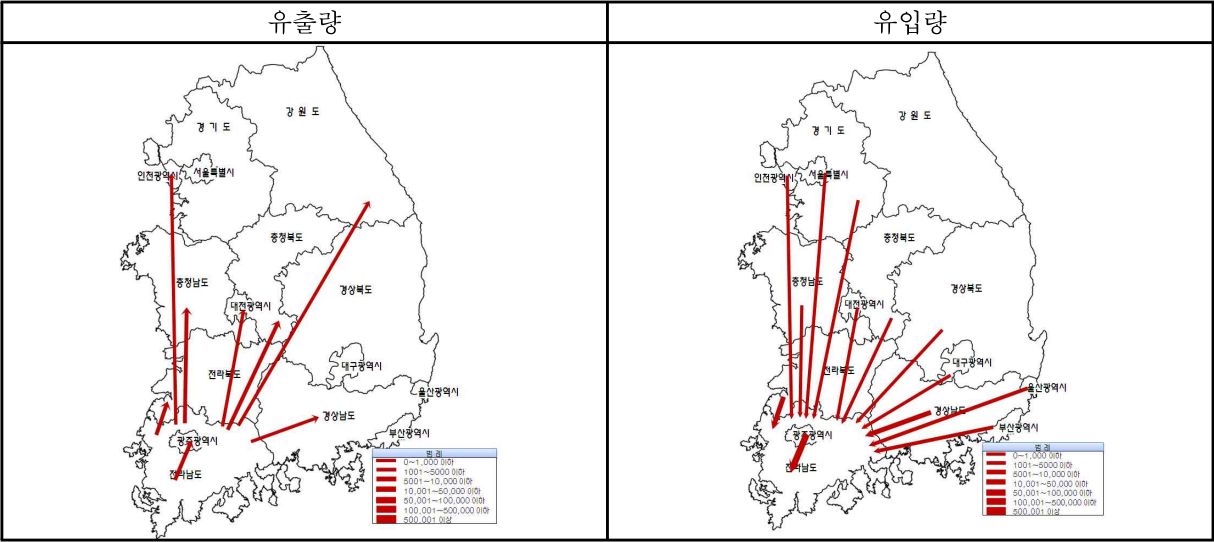 유출량
유입량
강 원 도
경 기 도
서울특별시
인천광역시
충청북도
충청남도
경상북도
대전광역시
전라북도
대구광역시
울산광역시
경상남도
부산광역시
광주광역시
전라남도
범 례
0~1,000 이하
1001~5000 이하
5001~10,000 이하
10,001~50,000 이하
50,001~100,000 이하
100,001~500,000 이하
500,001 이상
강 원 도
경 기 도
서울특별시
인천광역시
충청북도
충청남도
경상북도
대전광역시
전라북도
대구광역시
울산광역시
경상남도
부산광역시
광주광역시
전라남도
범 례
0~1,000 이하
1001~5000 이하
5001~10,000 이하
10,001~50,000 이하
50,001~100,000 이하
100,001~500,000 이하
500,001 이상